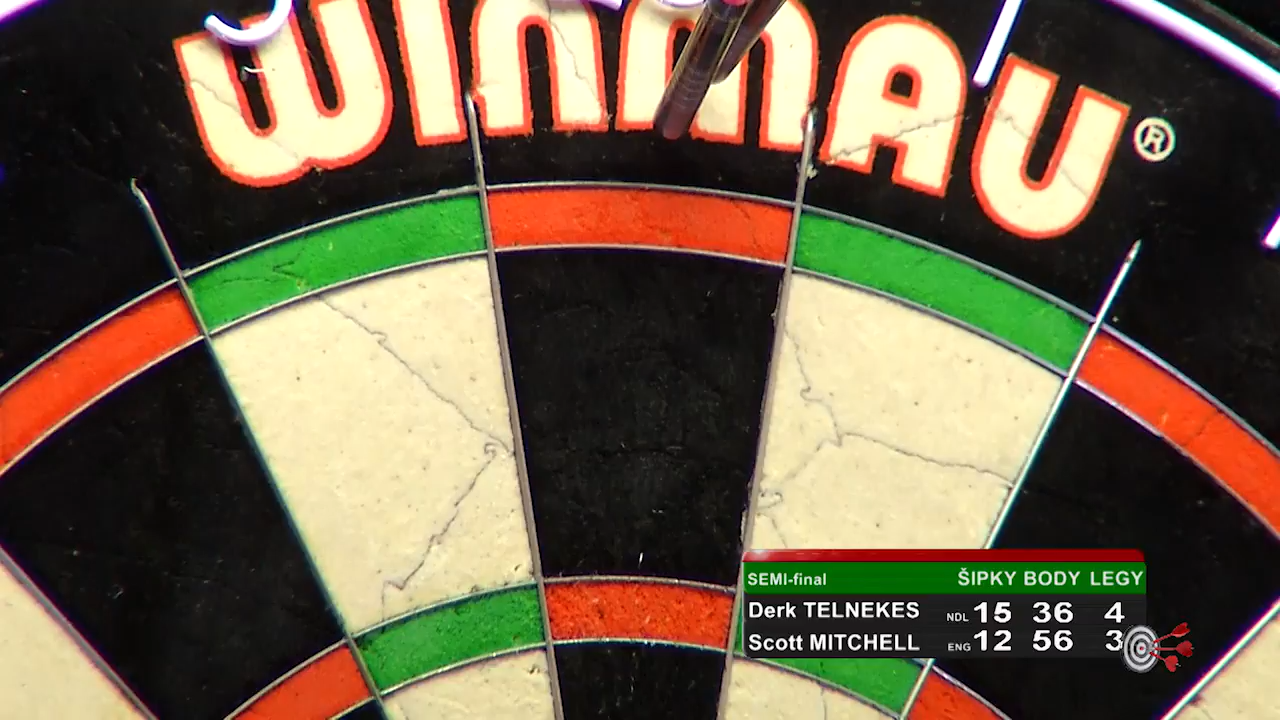 WINMAU®
SEMI-final ŠIPKY BODY LEGY
Derk TELNEKES NDL 15 36 4
Scott MITCHELL ENG 12 56 3